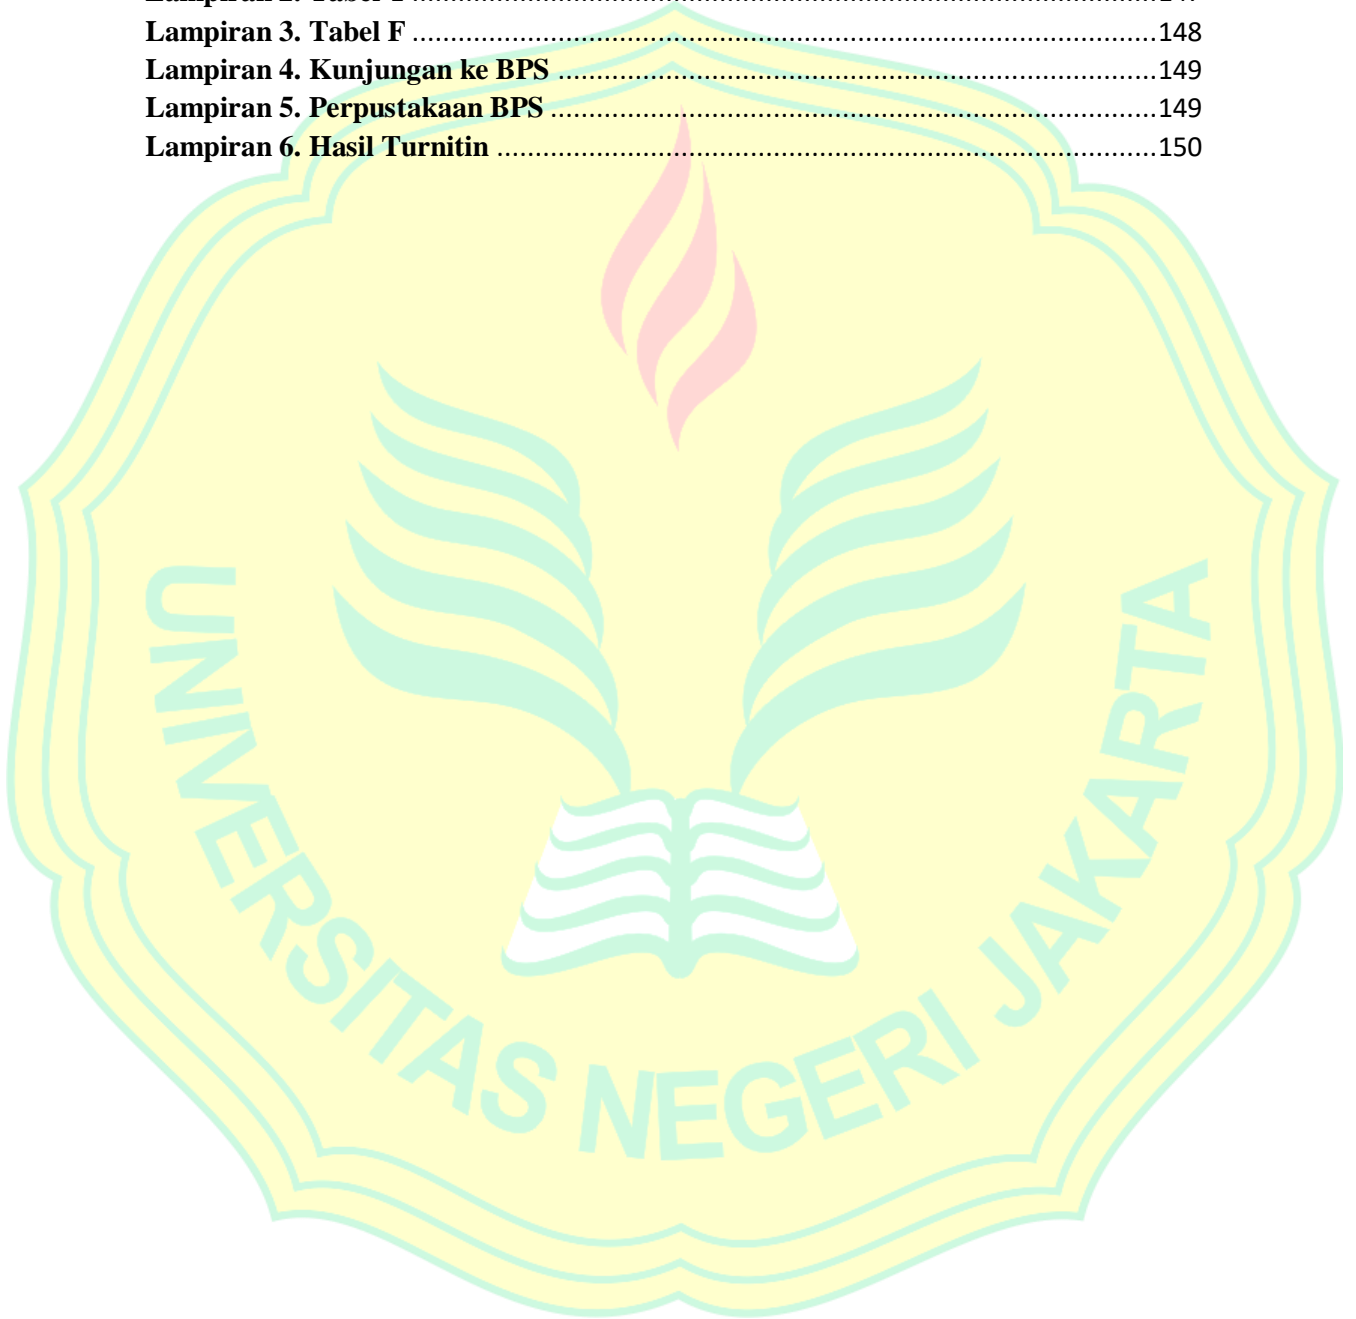 Lampiran 3. Tabel F ........................................................................................................148
Lampiran 4. Kunjungan ke BPS ...................................................................................149
Lampiran 5. Perpustakaan BPS ....................................................................................149
Lampiran 6. Hasil Turnitin ............................................................................................150
UNIVERSITAS NEGERI JAKARTA